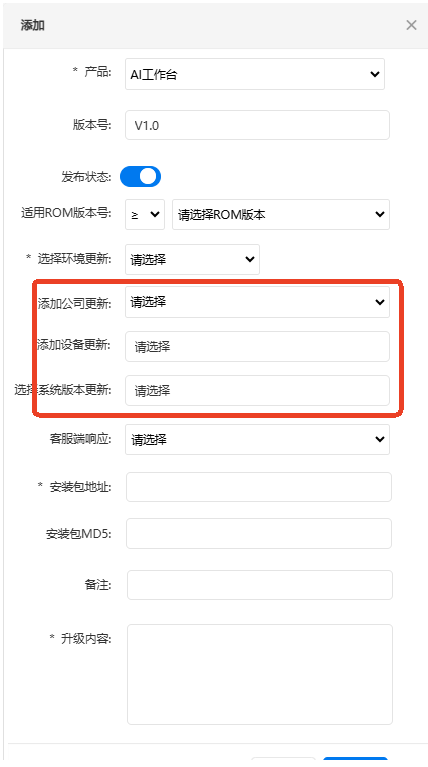 添加
* 产品: AI工作台
版本号: V1.0
发布状态:
适用ROM版本号: ≥ 请选择ROM版本
* 选择环境更新: 请选择
添加公司更新: 请选择
添加设备更新: 请选择
选择系统版本更新: 请选择
客服端响应: 请选择
* 安装包地址:
安装包MD5:
备注:
* 升级内容: